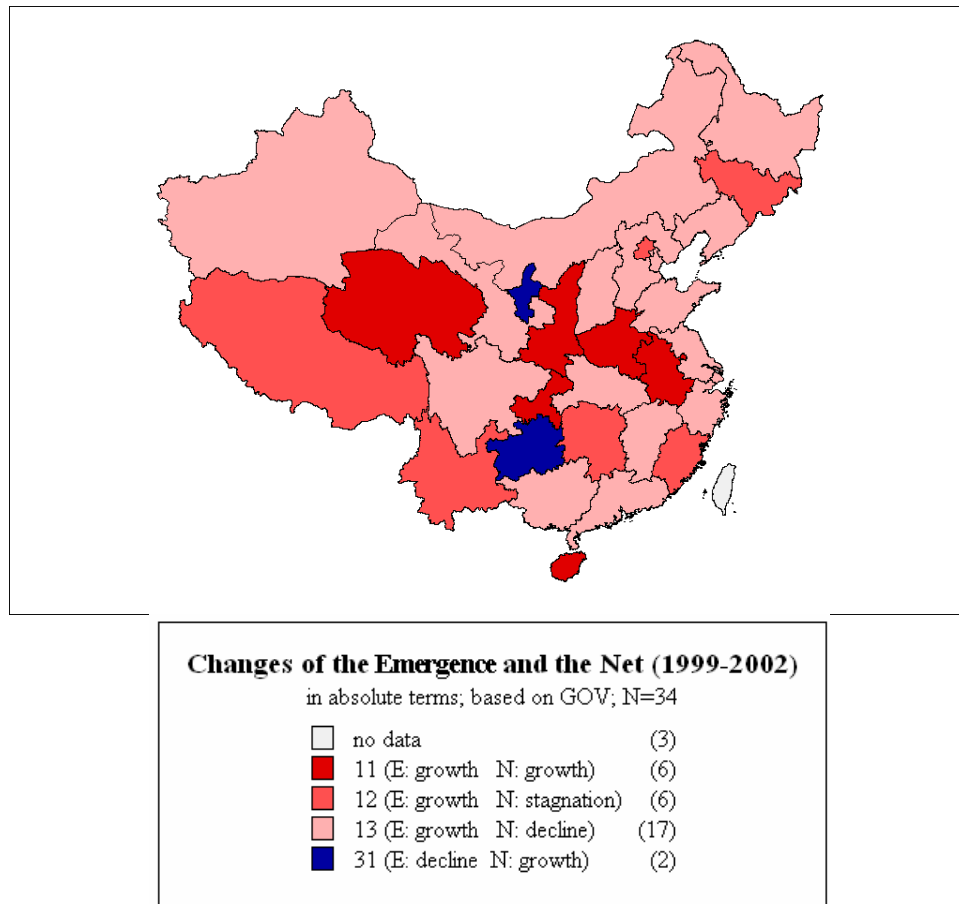 Changes of the Emergence and the Net (1999-2002)
in absolute terms; based on GOV; N=34
no data (3)
11 (E: growth N: growth) (6)
12 (E: growth N: stagnation) (6)
13 (E: growth N: decline) (17)
31 (E: decline N: growth) (2)